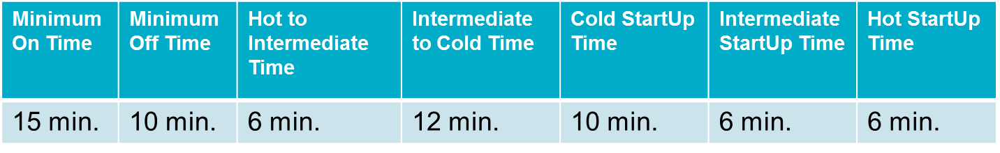 Minimum On Time
Minimum Off Time
Hot to Intermediate Time
Intermediate to Cold Time
Cold StartUp Time
Intermediate StartUp Time
Hot StartUp Time
15 min.
10 min.
6 min.
12 min.
10 min.
6 min.
6 min.